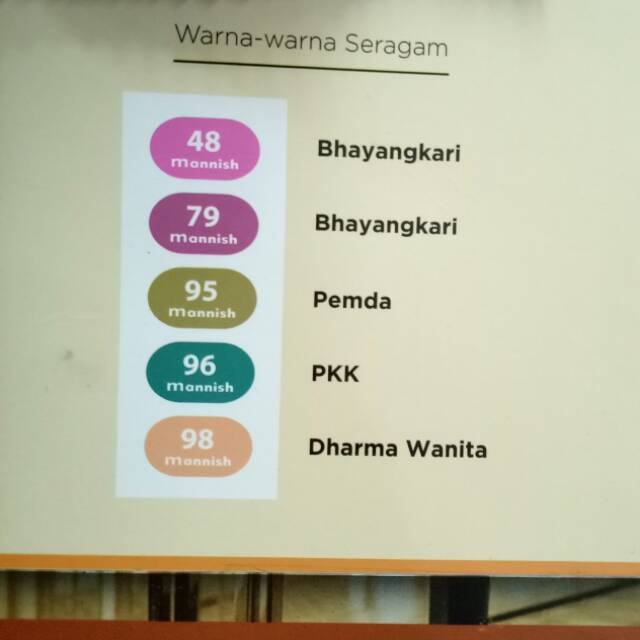 Warna-warna Seragam
48
mannish
Bhayangkari
79
mannish
Bhayangkari
95
mannish
Pemda
96
mannish
PKK
98
mannish
Dharma Wanita